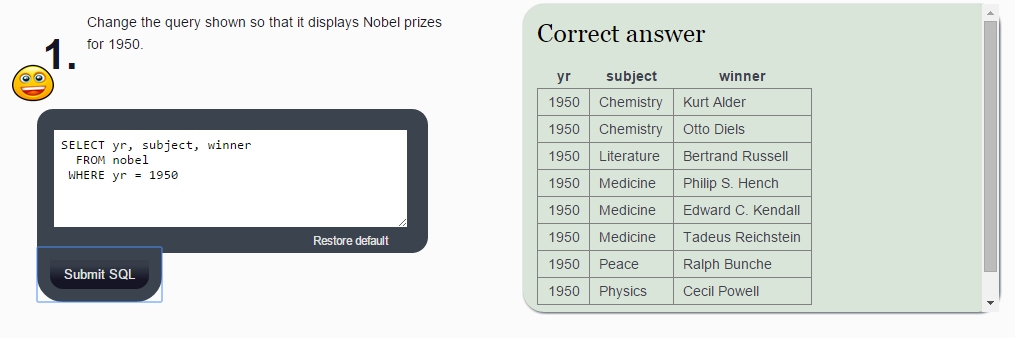 Change the query shown so that it displays Nobel prizes
for 1950.
1.
SELECT yr, subject, winner
FROM nobel
WHERE yr = 1950
Restore default
Submit SQL
Correct answer
yr subject winner
1950 Chemistry Kurt Alder
1950 Chemistry Otto Diels
1950 Literature Bertrand Russell
1950 Medicine Philip S. Hench
1950 Medicine Edward C. Kendall
1950 Medicine Tadeus Reichstein
1950 Peace Ralph Bunche
1950 Physics Cecil Powell